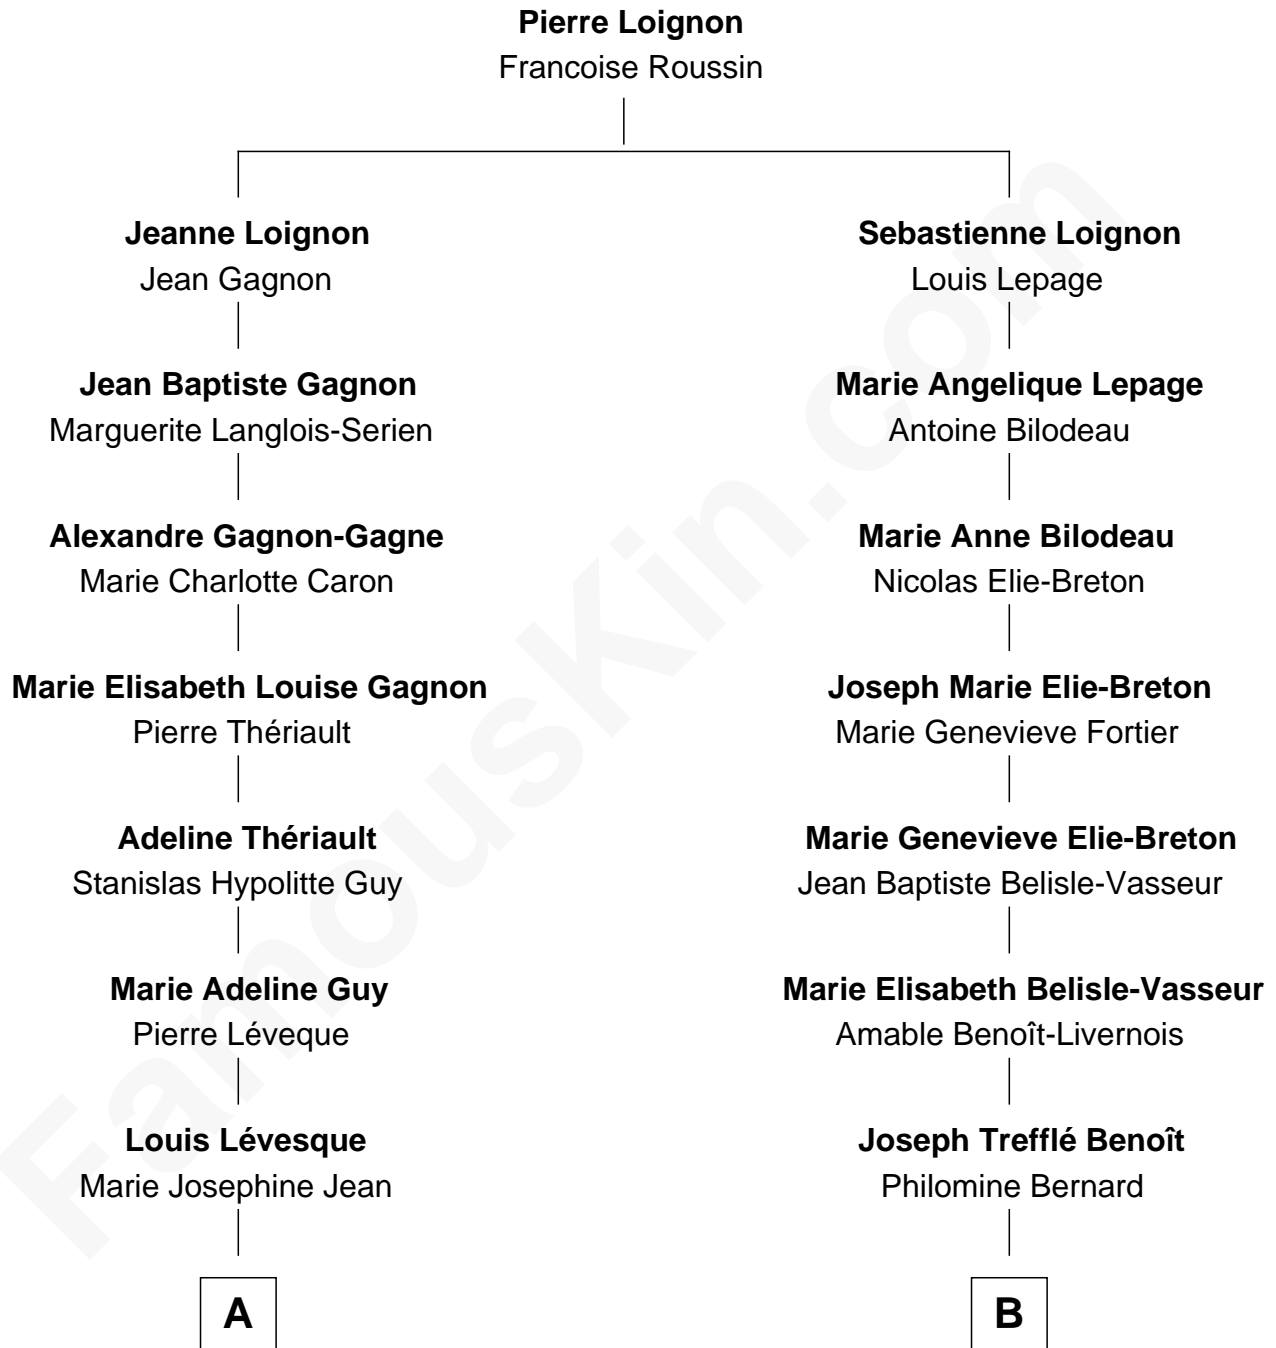 Pierre Loignon
Francoise Roussin
Jeanne Loignon
Jean Gagnon
Sebastienne Loignon
Louis Lepage
Jean Baptiste Gagnon
Marguerite Langlois-Serien
Marie Angelique Lepage
Antoine Bilodeau
Alexandre Gagnon-Gagne
Marie Charlotte Caron
Marie Anne Bilodeau
Nicolas Elie-Breton
Marie Elisabeth Louise Gagnon
Pierre Thériault
Joseph Marie Elie-Breton
Marie Genevieve Fortier
Adeline Thériault
Stanislas Hypolitte Guy
Marie Genevieve Elie-Breton
Jean Baptiste Belisle-Vasseur
Marie Adeline Guy
Pierre Léveque
Marie Elisabeth Belisle-Vasseur
Amable Benoît-Livernois
Louis Lévesque
Marie Josephine Jean
Joseph Trefflé Benoît
Philomine Bernard
A
B
FamousKin.com